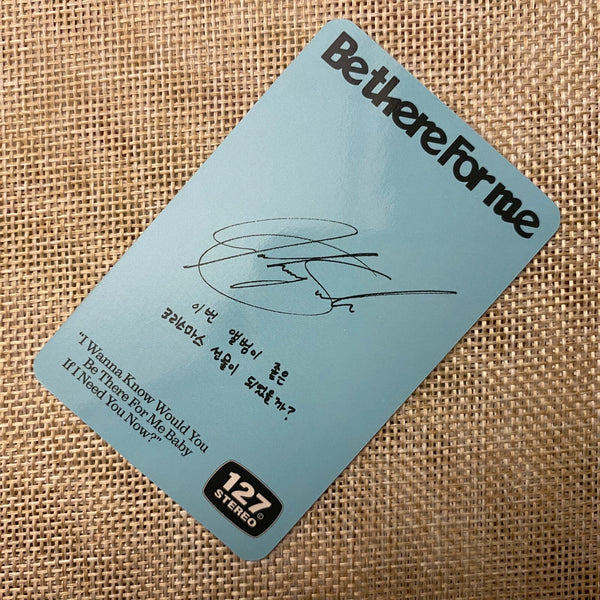 Be there For me
이번 앨범이 좋은
크리스마스 선물이 되었을까?
"I Wanna Know Would You
Be There For Me Baby
If I Need You Now?"
127
STEREO ©